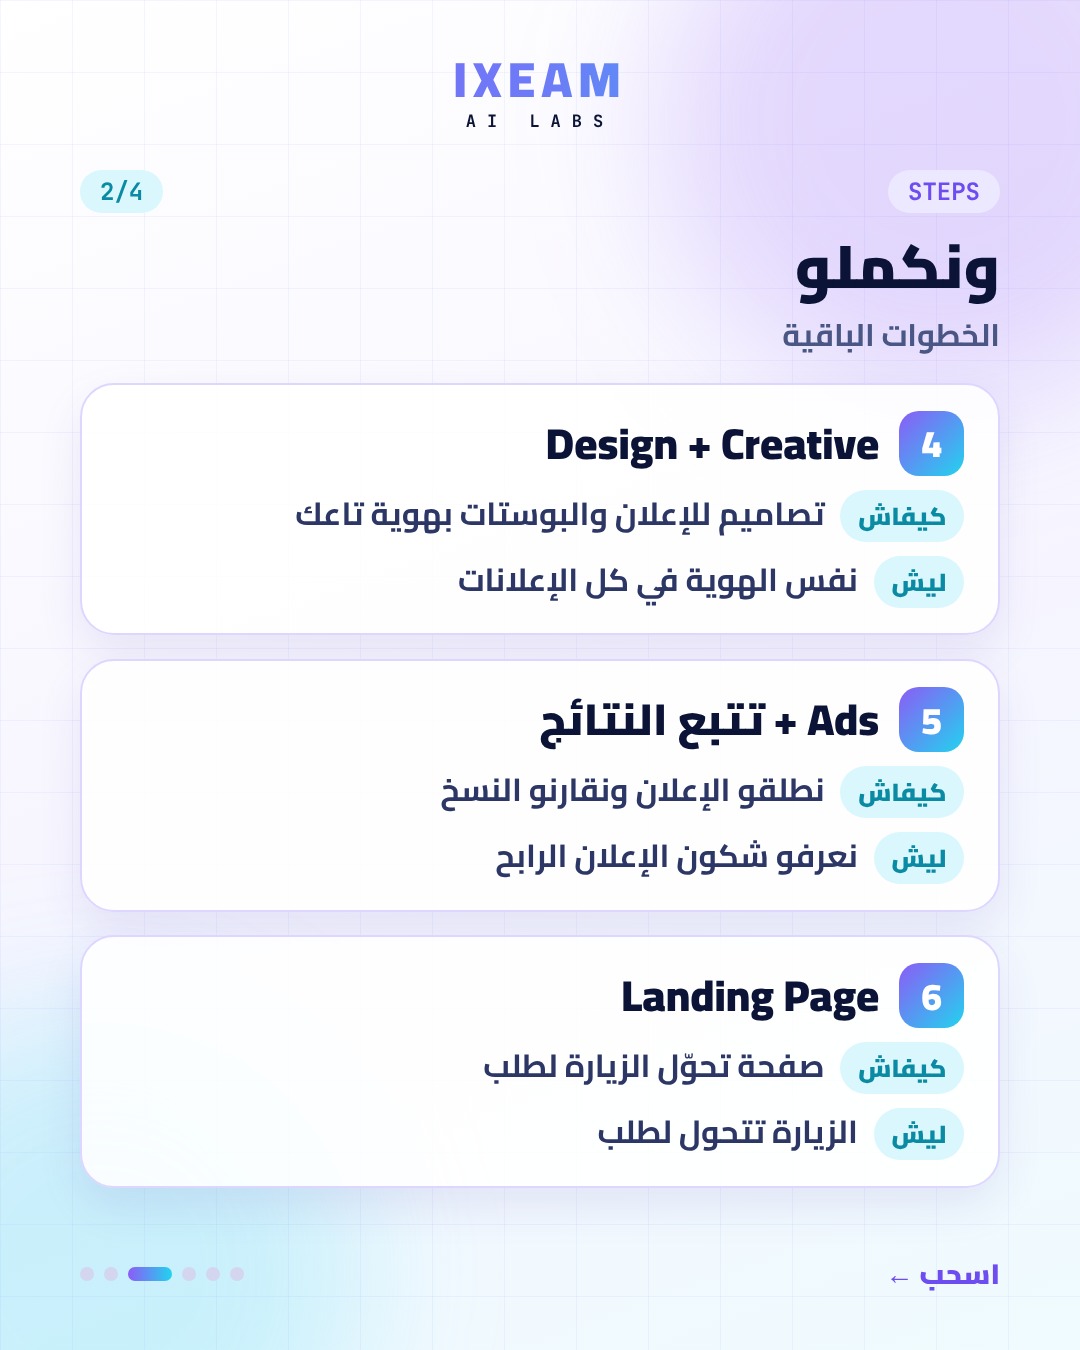 IXEAM
AI LABS
STEPS
2/4
ونكملو
الخطوات الباقية
4
Design + Creative
كيفاش تصاميم للإعلان والبوستات بهوية تاعك
ليش نفس الهوية في كل الإعلانات
5
Ads + تتبع النتائج
كيفاش نطلقو الإعلان ونقارنو النسخ
ليش نعرفو شكون الإعلان الرابح
6
Landing Page
كيفاش صفحة تحوّل الزيارة لطلب
ليش الزيارة تتحول لطلب
اسحب ←